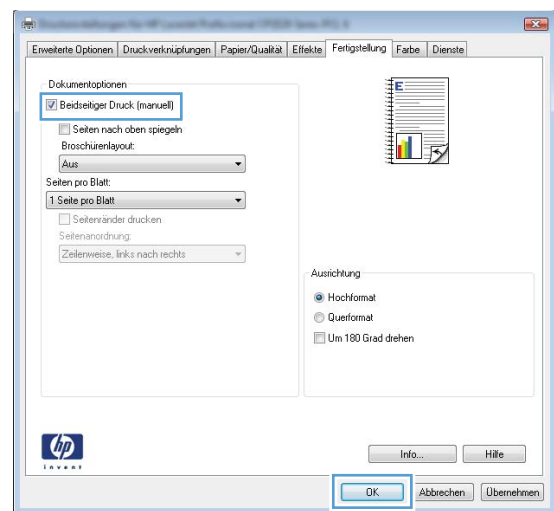 Erweiterte Optionen Druckverknüpfungen Papier/Qualität Effekte Fertigstellung Farbe Dienste
Dokumentoptionen
Beidseitiger Druck (manuell)
Seiten nach oben spiegeln
Broschürenlayout:
Aus
Seiten pro Blatt:
1 Seite pro Blatt
Seitenränder drucken
Seitenanordnung:
Zeilenweise, links nach rechts
E
Ausrichtung
Hochformat
Querformat
Um 180 Grad drehen
hp
invent
Info... Hilfe
OK Abbrechen Übernehmen